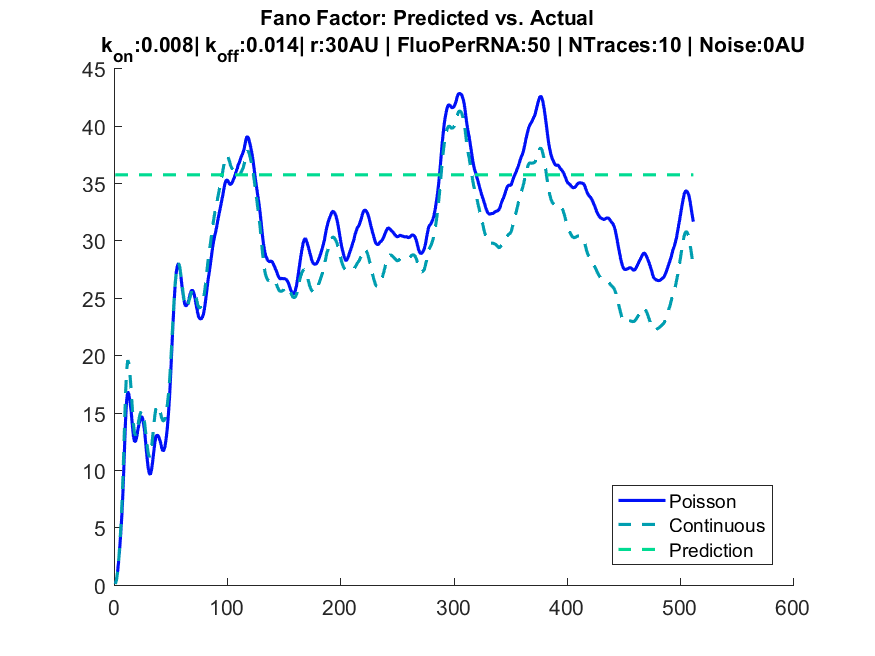 Fano Factor: Predicted vs. Actual
kon:0.008| koff:0.014| r:30AU | FluoPerRNA:50 | NTraces:10 | Noise:0AU
45
40
35
30
25
20
15
10
5
0
0 100 200 300 400 500 600
Poisson
Continuous
Prediction